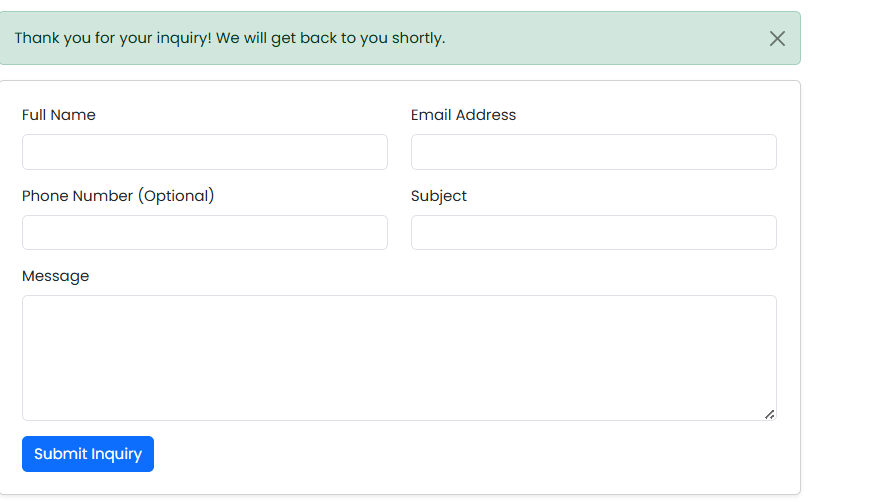 Thank you for your inquiry! We will get back to you shortly.
Full Name
Email Address
Phone Number (Optional)
Subject
Message
Submit Inquiry